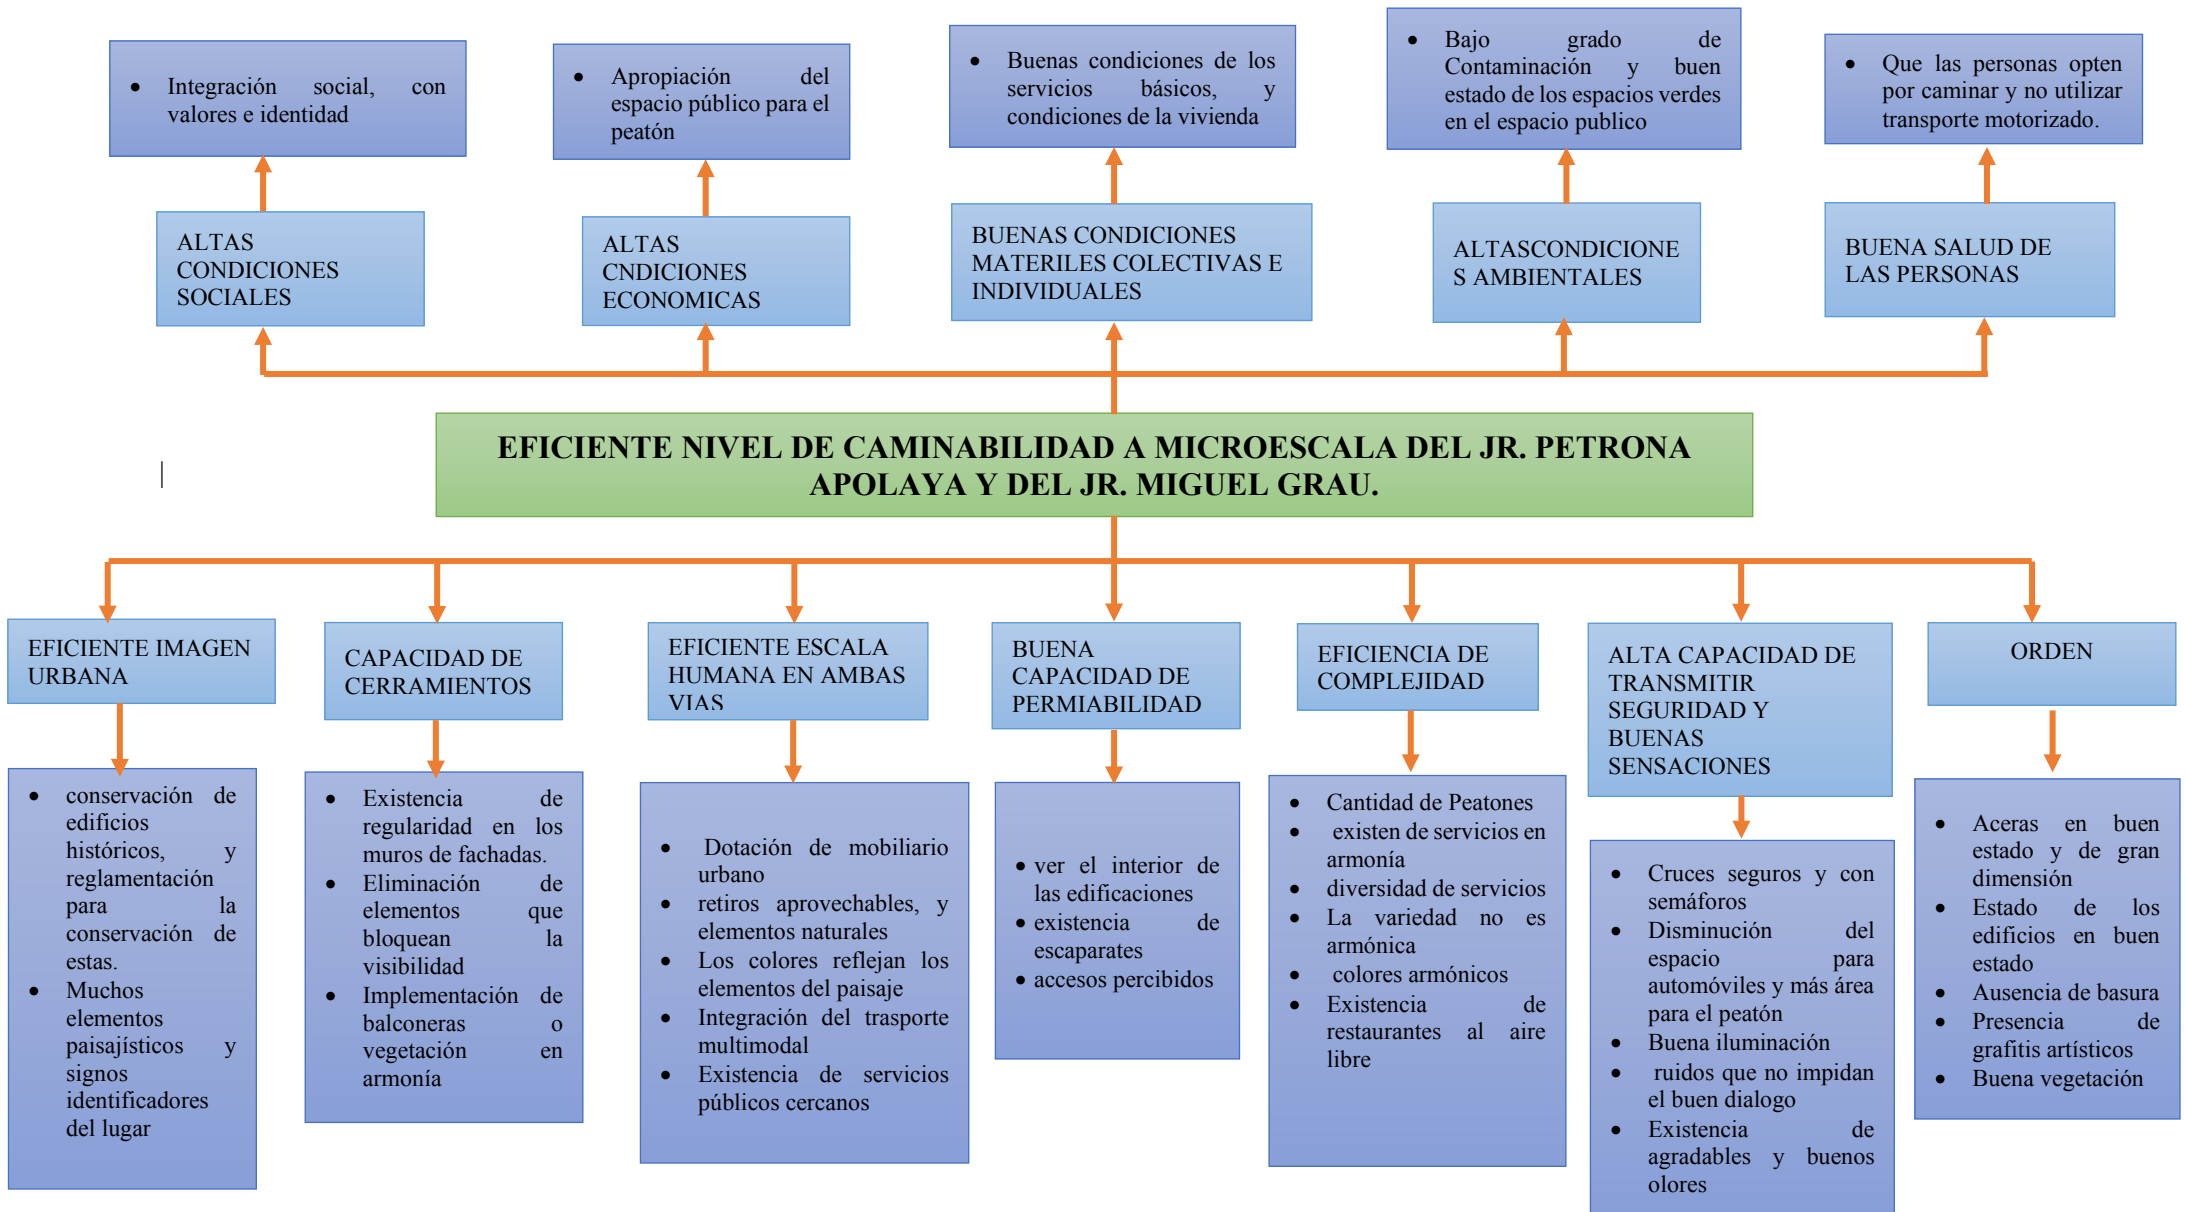 • Integración social, con
valores e identidad
• Apropiación del
espacio público para el
peatón
• Buenas condiciones de los
servicios básicos, y
condiciones de la vivienda
• Bajo grado de
Contaminación y buen
estado de los espacios verdes
en el espacio publico
• Que las personas opten
por caminar y no utilizar
transporte motorizado.
ALTAS
CONDICIONES
SOCIALES
ALTAS
CNDICIONES
ECONOMICAS
BUENAS CONDICIONES
MATERILES COLECTIVAS E
INDIVIDUALES
ALTASCONDICIONE
S AMBIENTALES
BUENA SALUD DE
LAS PERSONAS
EFICIENTE NIVEL DE CAMINABILIDAD A MICROESCALA DEL JR. PETRONA
APOLAYA Y DEL JR. MIGUEL GRAU.
EFICIENTE IMAGEN
URBANA
CAPACIDAD DE
CERRAMIENTOS
EFICIENTE ESCALA
HUMANA EN AMBAS
VIAS
BUENA
CAPACIDAD DE
PERMIABILIDAD
EFICIENCIA DE
COMPLEJIDAD
ALTA CAPACIDAD DE
TRANSMITIR
SEGURIDAD Y
BUENAS
SENSACIONES
ORDEN
• conservación de
edificios
históricos, y
reglamentación
para la
conservación de
estas.
• Muchos
elementos
paisajísticos y
signos
identificadores
del lugar
• Existencia de
regularidad en los
muros de fachadas.
• Eliminación de
elementos que
bloquean la
visibilidad
• Implementación de
balconeras o
vegetación en
armonía
• Dotación de mobiliario
urbano
• retiros aprovechables, y
elementos naturales
• Los colores reflejan los
elementos del paisaje
• Integración del trasporte
multimodal
• Existencia de servicios
públicos cercanos
• ver el interior de
las edificaciones
• existencia de
escaparates
• accesos percibidos
• Cantidad de Peatones
• existen de servicios en
armonía
• diversidad de servicios
• La variedad no es
armónica
• colores armónicos
• Existencia de
restaurantes al aire
libre
• Cruces seguros y con
semáforos
• Disminución del
espacio para
automóviles y más área
para el peatón
• Buena iluminación
• ruidos que no impidan
el buen dialogo
• Existencia de
agradables y buenos
olores
• Aceras en buen
estado y de gran
dimensión
• Estado de los
edificios en buen
estado
• Ausencia de basura
• Presencia de
grafitis artísticos
• Buena vegetación